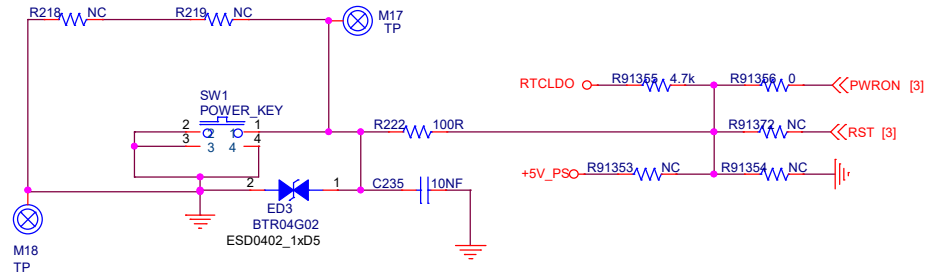 R218 NC
R219 NC
M17
TP
RTCLDO
R91355 4.7k
R91356 0
PWRON [3]
SW1
POWER_KEY
2 2 1 1
3 3 4 4
R222 100R
R91372 NC
RST [3]
+5V_PS
R91353 NC
R91354 NC
2 1
C235 10NF
ED3
BTR04G02
ESD0402_1xD5
M18
TP